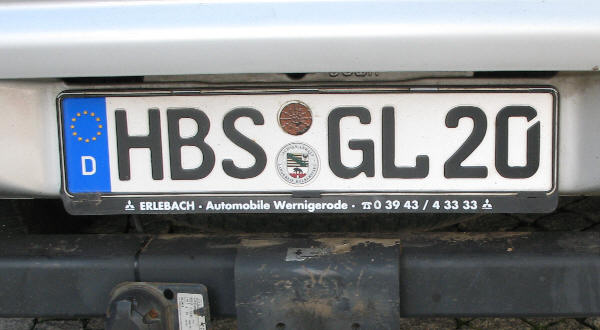 HBS GL 20
D
ERLEBACH · Automobile Wernigerode · ☎ 0 39 43 / 4 33 33